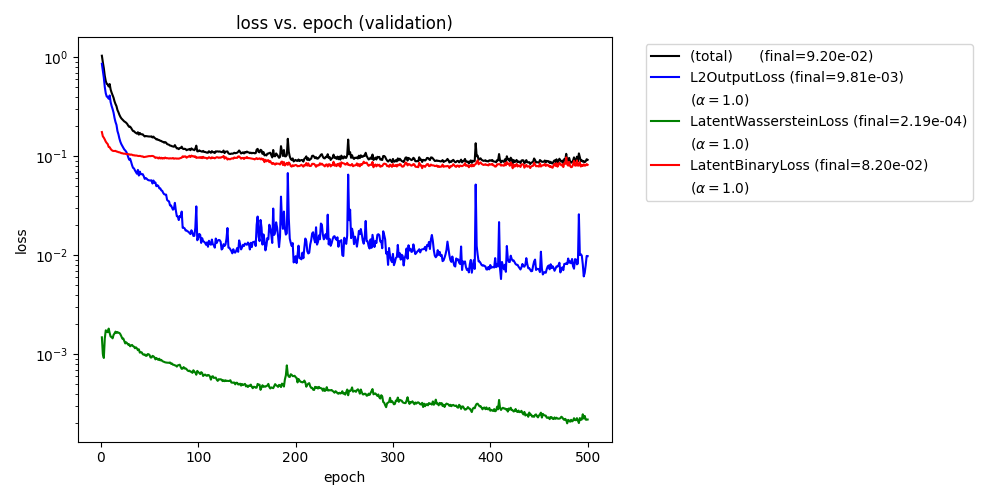 loss vs. epoch (validation)
10⁰
10⁻¹
10⁻²
10⁻³
loss
0 100 200 300 400 500
epoch
(total) (final=9.20e-02)
L2OutputLoss (final=9.81e-03)
(α = 1.0)
LatentWassersteinLoss (final=2.19e-04)
(α = 1.0)
LatentBinaryLoss (final=8.20e-02)
(α = 1.0)